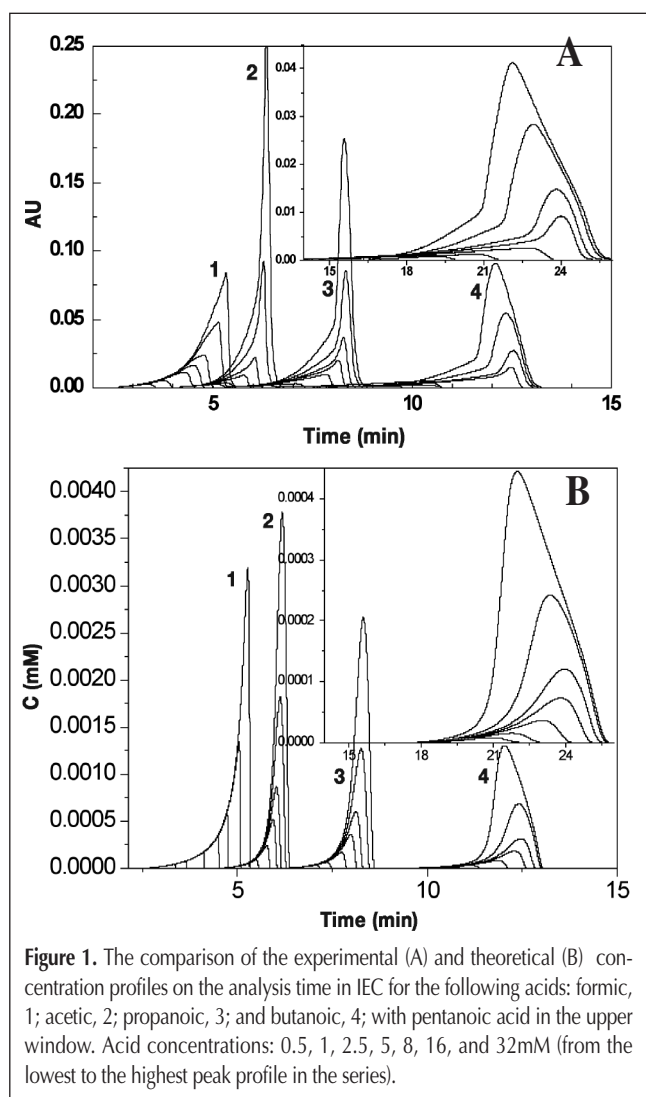 A
0.25
0.20
0.15
0.10
0.05
0.00
AU
1
2
3
4
0.04
0.03
0.02
0.01
0.00
15 18 21 24
5 10 15
Time (min)
B
0.0040
0.0035
0.0030
0.0025
0.0020
0.0015
0.0010
0.0005
0.0000
C (mM)
1
2
3
4
0.0004
0.0003
0.0002
0.0001
0.0000
15 18 21 24
5 10 15
Time (min)
Figure 1. The comparison of the experimental (A) and theoretical (B) con-
centration profiles on the analysis time in IEC for the following acids: formic,
1; acetic, 2; propanoic, 3; and butanoic, 4; with pentanoic acid in the upper
window. Acid concentrations: 0.5, 1, 2.5, 5, 8, 16, and 32mM (from the
lowest to the highest peak profile in the series).